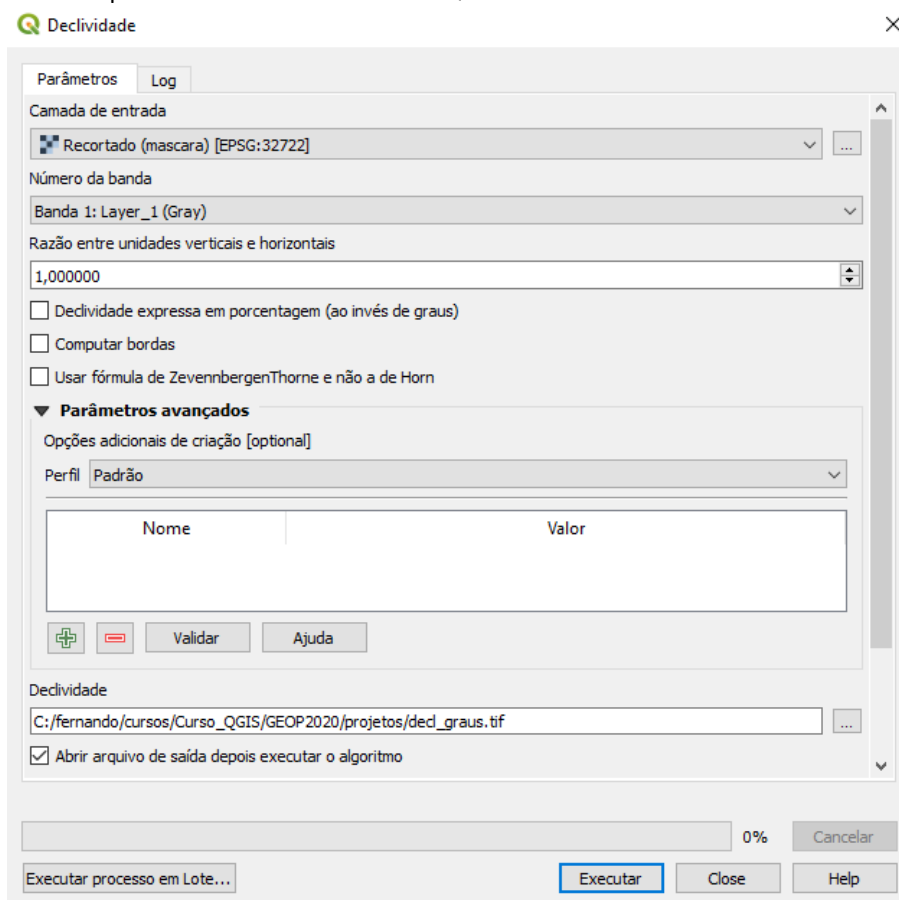 Declividade
Parâmetros Log
Camada de entrada
Recortado (mascara) [EPSG:32722]
...
Número da banda
Banda 1: Layer_1 (Gray)
Razão entre unidades verticais e horizontais
1,000000
Declividade expressa em porcentagem (ao invés de graus)
Computar bordas
Usar fórmula de ZevennbergenThorne e não a de Horn
Parâmetros avançados
Opções adicionais de criação [optional]
Perfil Padrão
Nome Valor
Validar Ajuda
Declividade
C:/fernando/cursos/Curso_QGIS/GEOP2020/projetos/decl_graus.tif
...
Abrir arquivo de saída depois executar o algoritmo
0% Cancelar
Executar processo em Lote... Executar Close Help